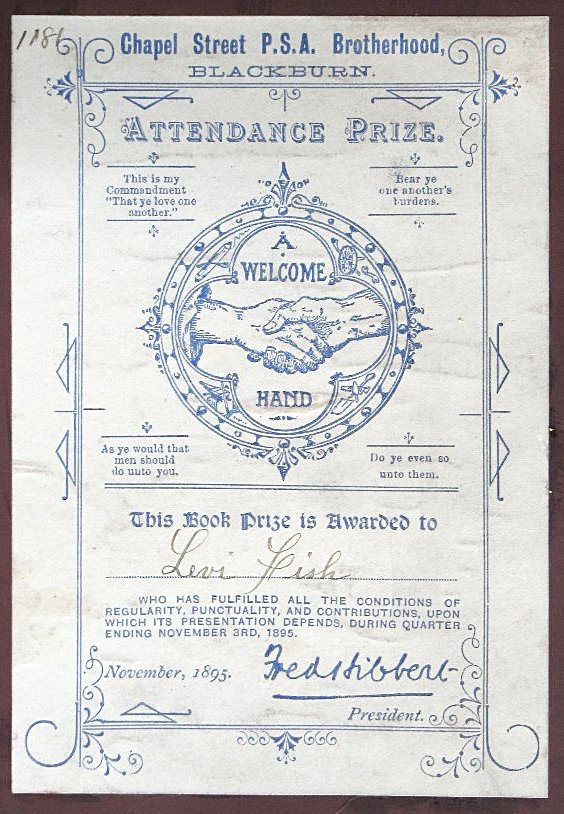 1186
Chapel Street P.S.A. Brotherhood,
BLACKBURN.
ATTENDANCE PRIZE.
This is my
Commandment
"That ye love one
another."
Bear ye
one another's
burdens.
A
WELCOME
HAND
As ye would that
men should
do unto you,
Do ye even so
unto them.
This Book Prize is Awarded to
Levi Fish
WHO HAS FULFILLED ALL THE CONDITIONS OF
REGULARITY, PUNCTUALITY, AND CONTRIBUTIONS, UPON
WHICH ITS PRESENTATION DEPENDS, DURING QUARTER
ENDING NOVEMBER 3RD, 1895.
November, 1895.
Fred Hibbert
President.